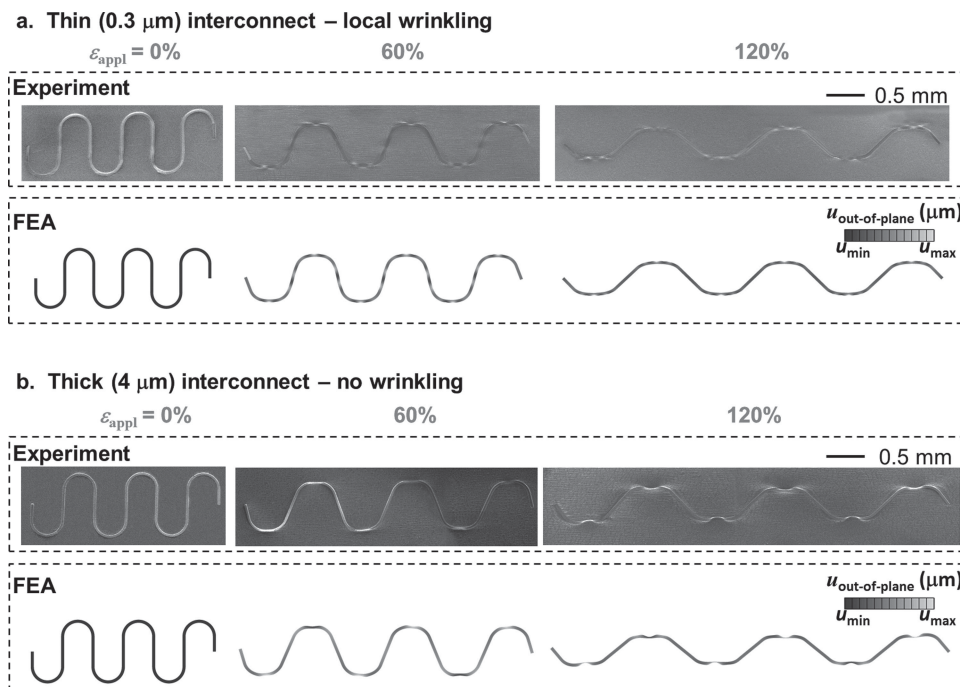 a. Thin (0.3 μm) interconnect – local wrinkling
εappl = 0% 60% 120%
Experiment
0.5 mm
FEA
uout-of-plane (μm)
umin umax
b. Thick (4 μm) interconnect – no wrinkling
εappl = 0% 60% 120%
Experiment
0.5 mm
FEA
uout-of-plane (μm)
umin umax